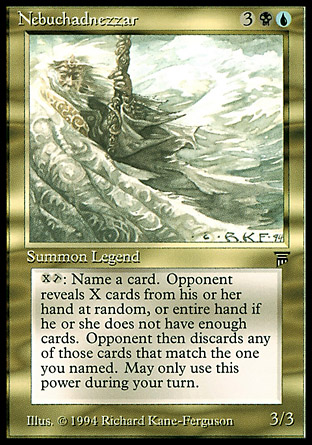 Nebuchadnezzar 3
6 · R.K.F · 94
Summon Legend
X: Name a card. Opponent
reveals X cards from his or her
hand at random, or entire hand if
he or she does not have enough
cards. Opponent then discards any
of those cards that match the one
you named. May only use this
power during your turn.
Illus. © 1994 Richard Kane-Ferguson 3/3